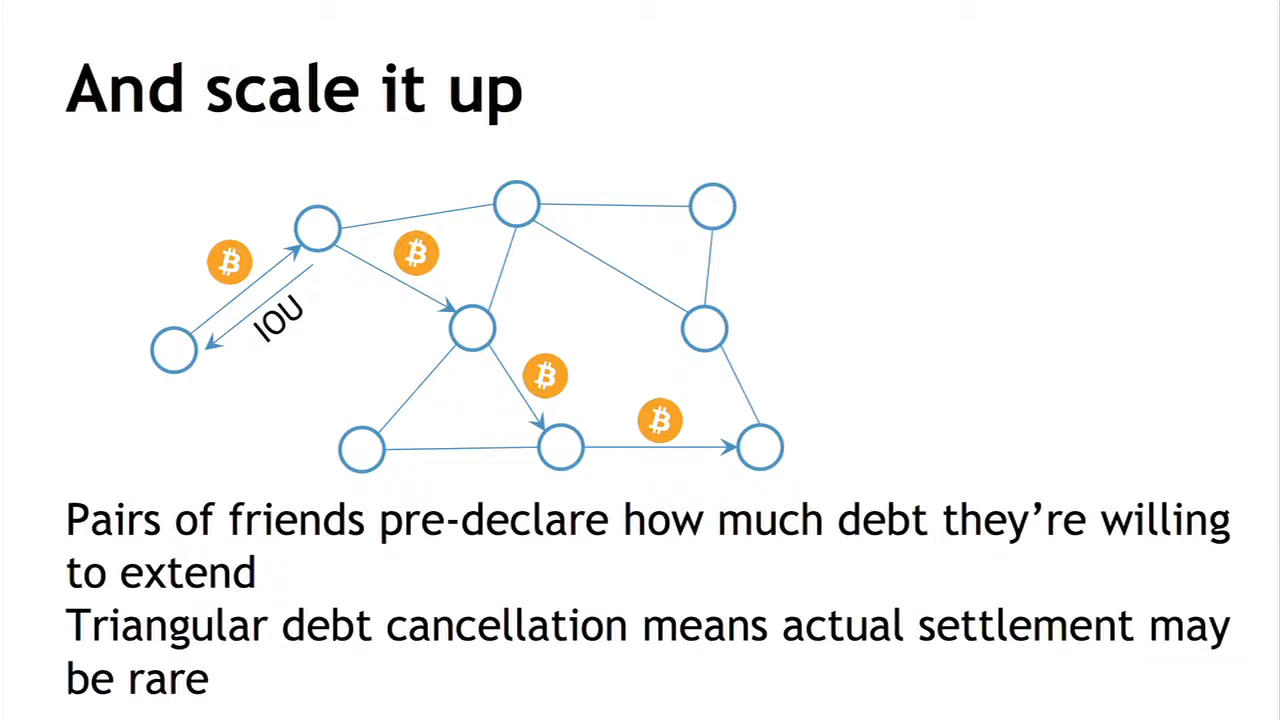 And scale it up
IOU
Pairs of friends pre-declare how much debt they’re willing
to extend
Triangular debt cancellation means actual settlement may
be rare